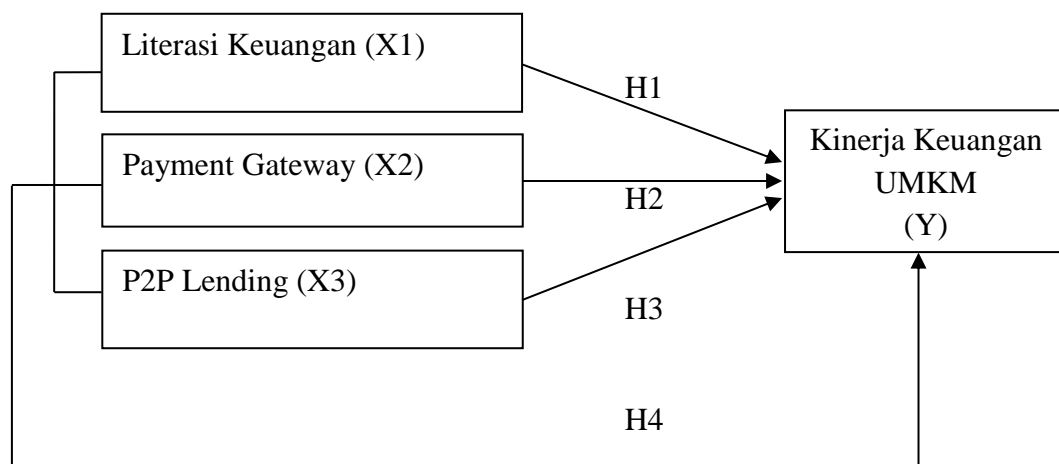 Literasi Keuangan (X1)
H1
Payment Gateway (X2)
H2
P2P Lending (X3)
H3
H4
Kinerja Keuangan
UMKM
(Y)